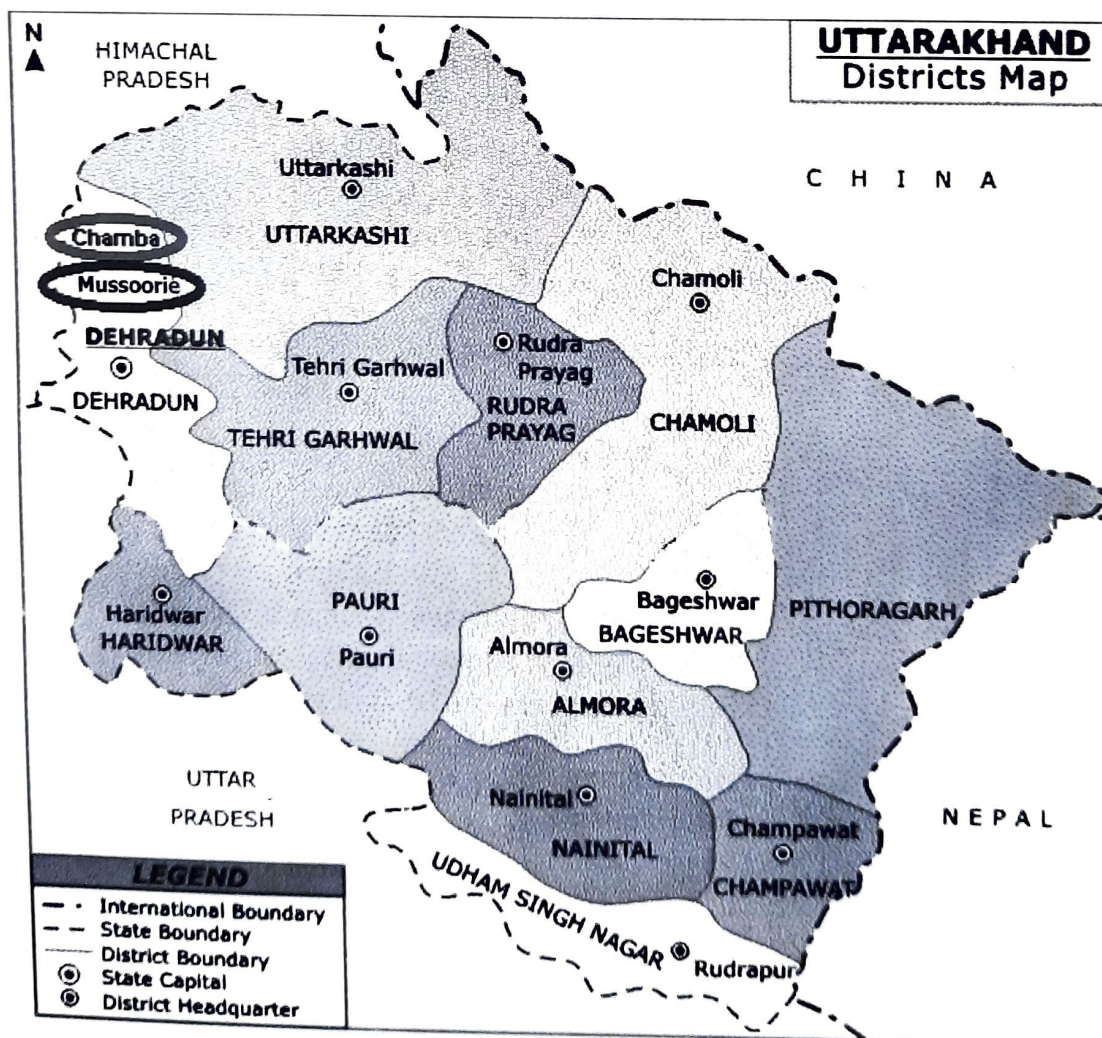 N
HIMACHAL
PRADESH
UTTARAKHAND
Districts Map
CHINA
Uttarkashi
UTTARKASHI
Chamba
Mussoorie
Chamoli
CHAMOLI
DEHRADUN
DEHRADUN
Tehri Garhwal
TEHRI GARHWAL
Rudra
Prayag
RUDRA
PRAYAG
Haridwar
HARIDWAR
PAURI
Pauri
Bageshwar
BAGESHWAR
PITHORAGARH
Almora
ALMORA
UTTAR
PRADESH
Nainital
NAINITAL
Champawat
CHAMPAWAT
NEPAL
UDHAM SINGH NAGAR
Rudrapur
LEGEND
International Boundary
State Boundary
District Boundary
State Capital
District Headquarter